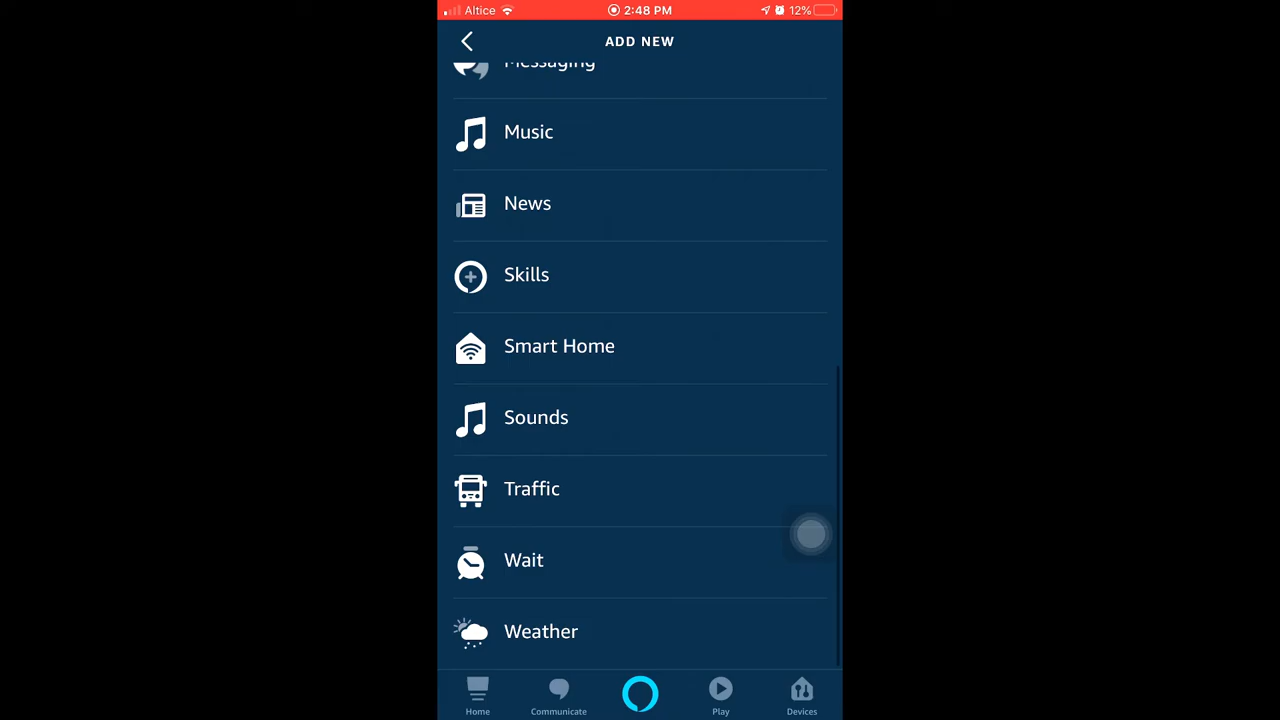 Altice 2:48 PM 12%
ADD NEW
Messaging
Music
News
Skills
Smart Home
Sounds
Traffic
Wait
Weather
Home Communicate Play Devices